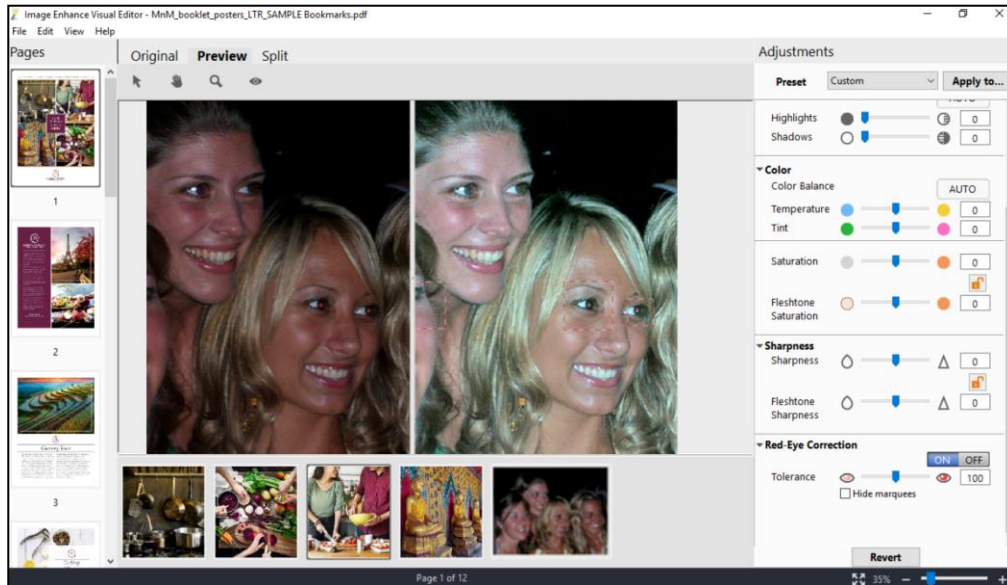 Image Enhance Visual Editor - MnM_booklet_posters_LTR_SAMPLE Bookmarks.pdf
File Edit View Help
Pages
Original Preview Split
Adjustments
Preset Custom Apply to...
Highlights 0
Shadows 0
Color
Color Balance AUTO
Temperature 0
Tint 0
Saturation 0
Fleshtone Saturation 0
Sharpness
Sharpness 0
Fleshtone Sharpness 0
Red-Eye Correction
ON OFF
Tolerance 100
Hide marquees
Revert
1
2
3
Page 1 of 12
35%